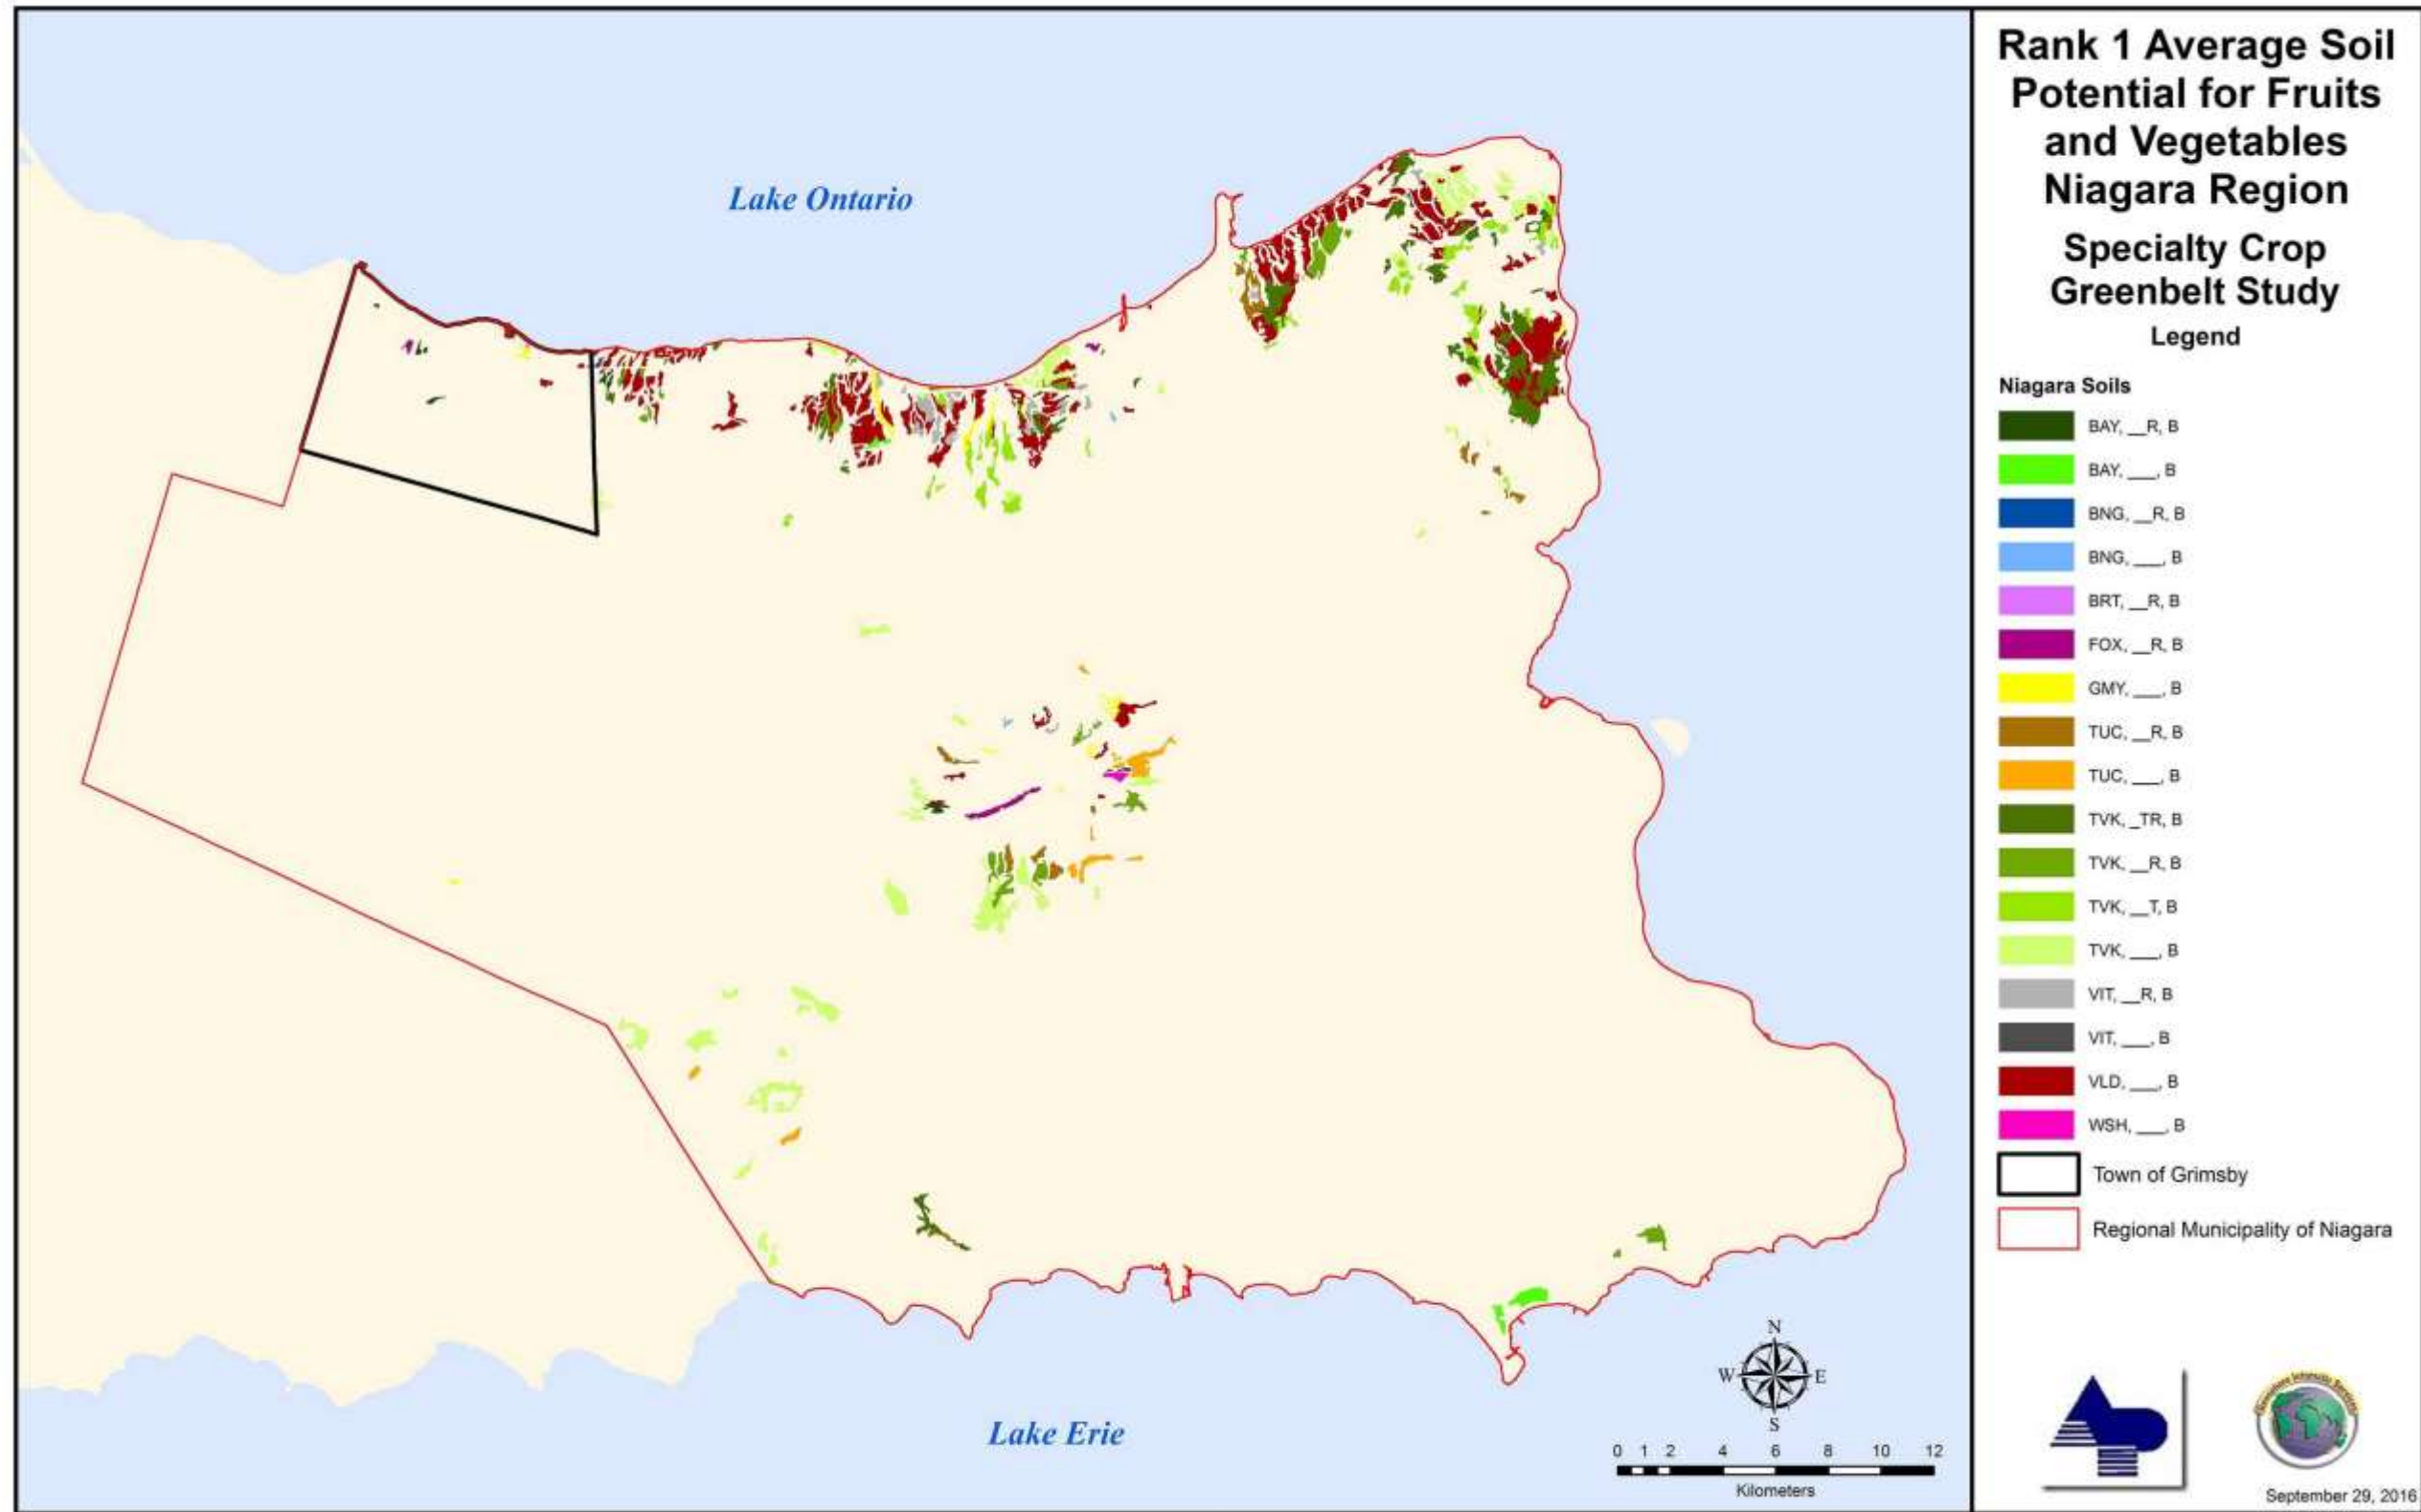 Rank 1 Average Soil
Potential for Fruits
and Vegetables
Niagara Region
Specialty Crop
Greenbelt Study
Legend
Niagara Soils
BAY, __R, B
BAY, ___, B
BNG, __R, B
BNG, ___, B
BRT, __R, B
FOX, __R, B
GMY, ___, B
TUC, __R, B
TUC, ___, B
TVK, _TR, B
TVK, __R, B
TVK, __T, B
TVK, ___, B
VIT, __R, B
VIT, ___, B
VLD, ___, B
WSH, ___, B
Town of Grimsby
Regional Municipality of Niagara
Lake Ontario
Lake Erie
N
W E
S
0 1 2 4 6 8 10 12
Kilometers
September 29, 2016